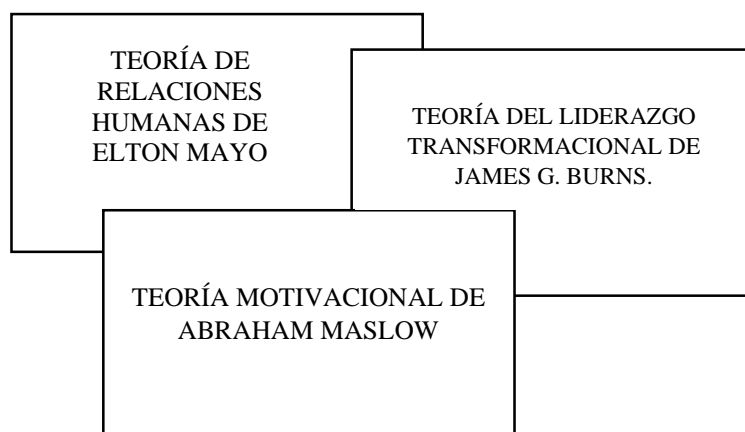 TEORÍA DE
RELACIONES
HUMANAS DE
ELTON MAYO
TEORÍA DEL LIDERAZGO
TRANSFORMACIONAL DE
JAMES G. BURNS.
TEORÍA MOTIVACIONAL DE
ABRAHAM MASLOW